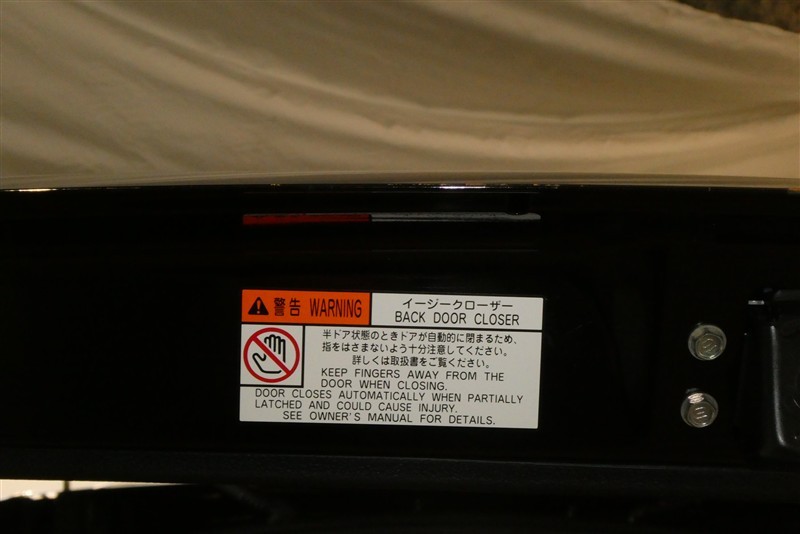 警告 WARNING
イージークローザー
BACK DOOR CLOSER
半ドア状態のときドアが自動的に閉まるため、
指をはさまないよう十分注意してください。
詳しくは取扱書をご覧ください。
KEEP FINGERS AWAY FROM THE
DOOR WHEN CLOSING.
DOOR CLOSES AUTOMATICALLY WHEN PARTIALLY
LATCHED AND COULD CAUSE INJURY.
SEE OWNER'S MANUAL FOR DETAILS.